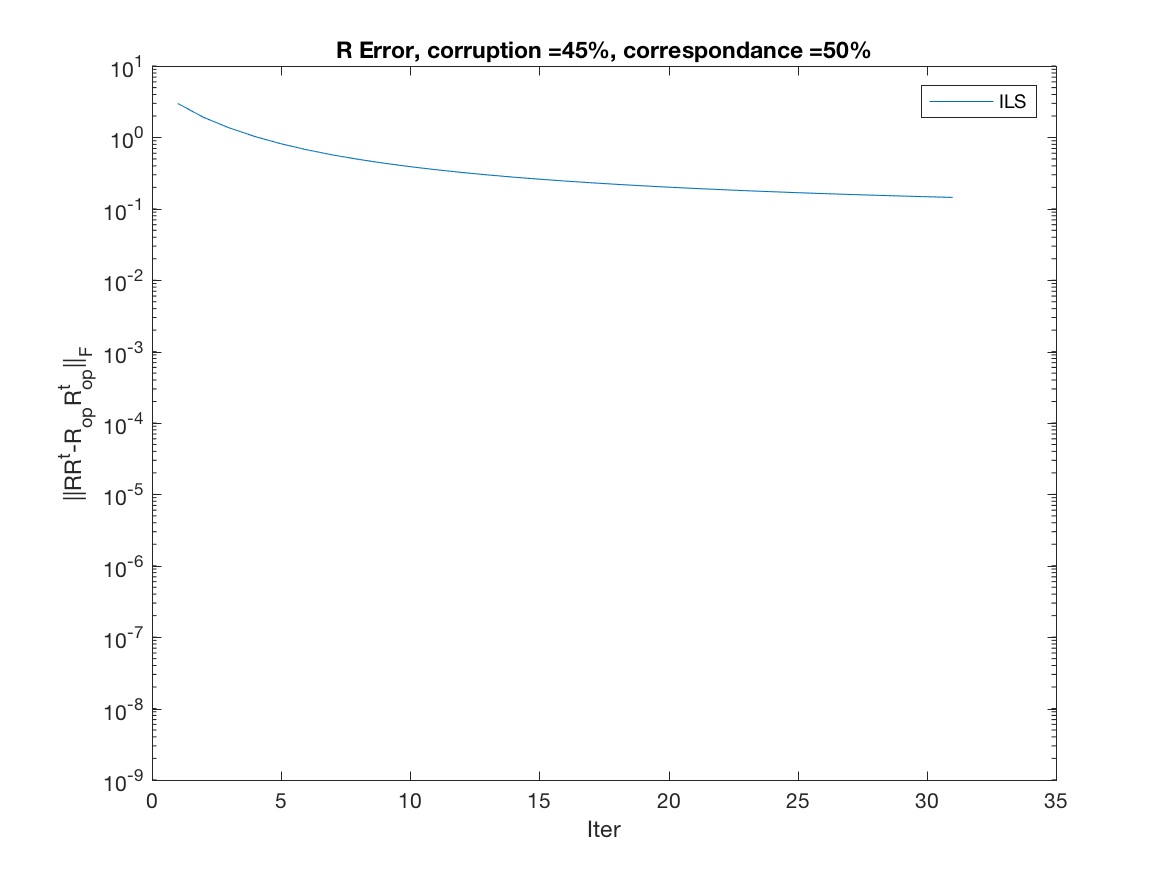 R Error, corruption =45%, correspondance =50%
ILS
10^1
10^0
10^-1
10^-2
10^-3
10^-4
10^-5
10^-6
10^-7
10^-8
10^-9
||RR^t-R_op R^t_op||_F
0 5 10 15 20 25 30 35
Iter